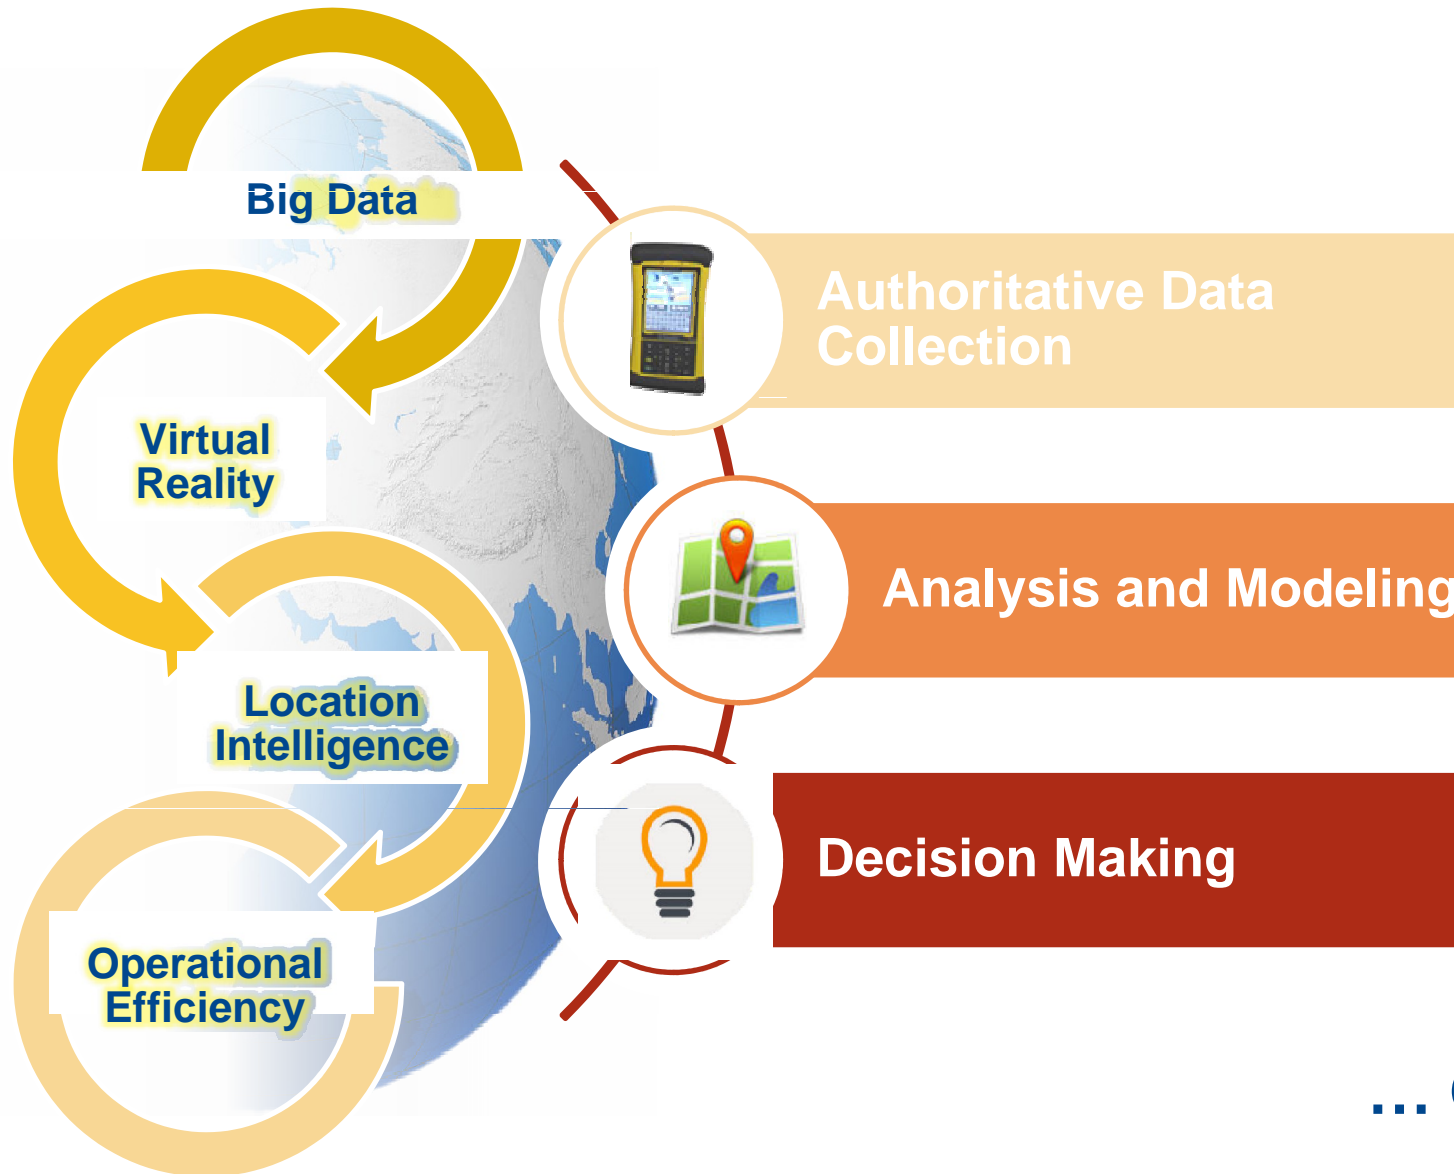 Big Data
Virtual
Reality
Location
Intelligence
Operational
Efficiency
Authoritative Data
Collection
Analysis and Modeling
Decision Making
...